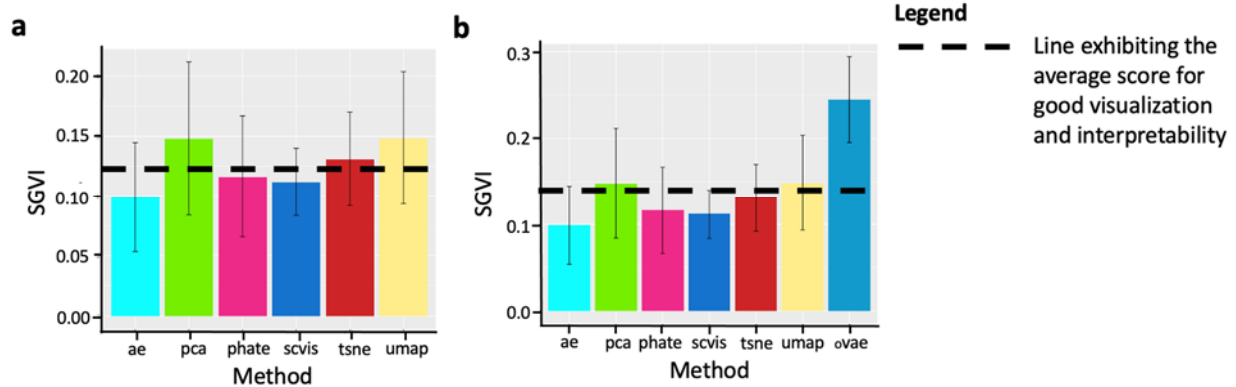 a
0.20
0.15
0.10
0.05
0.00
SGVI
ae pca phate scvis tsne umap
Method
b
0.3
0.2
0.1
0.0
SGVI
ae pca phate scvis tsne umap ovae
Method
Legend
Line exhibiting the
average score for
good visualization
and interpretability